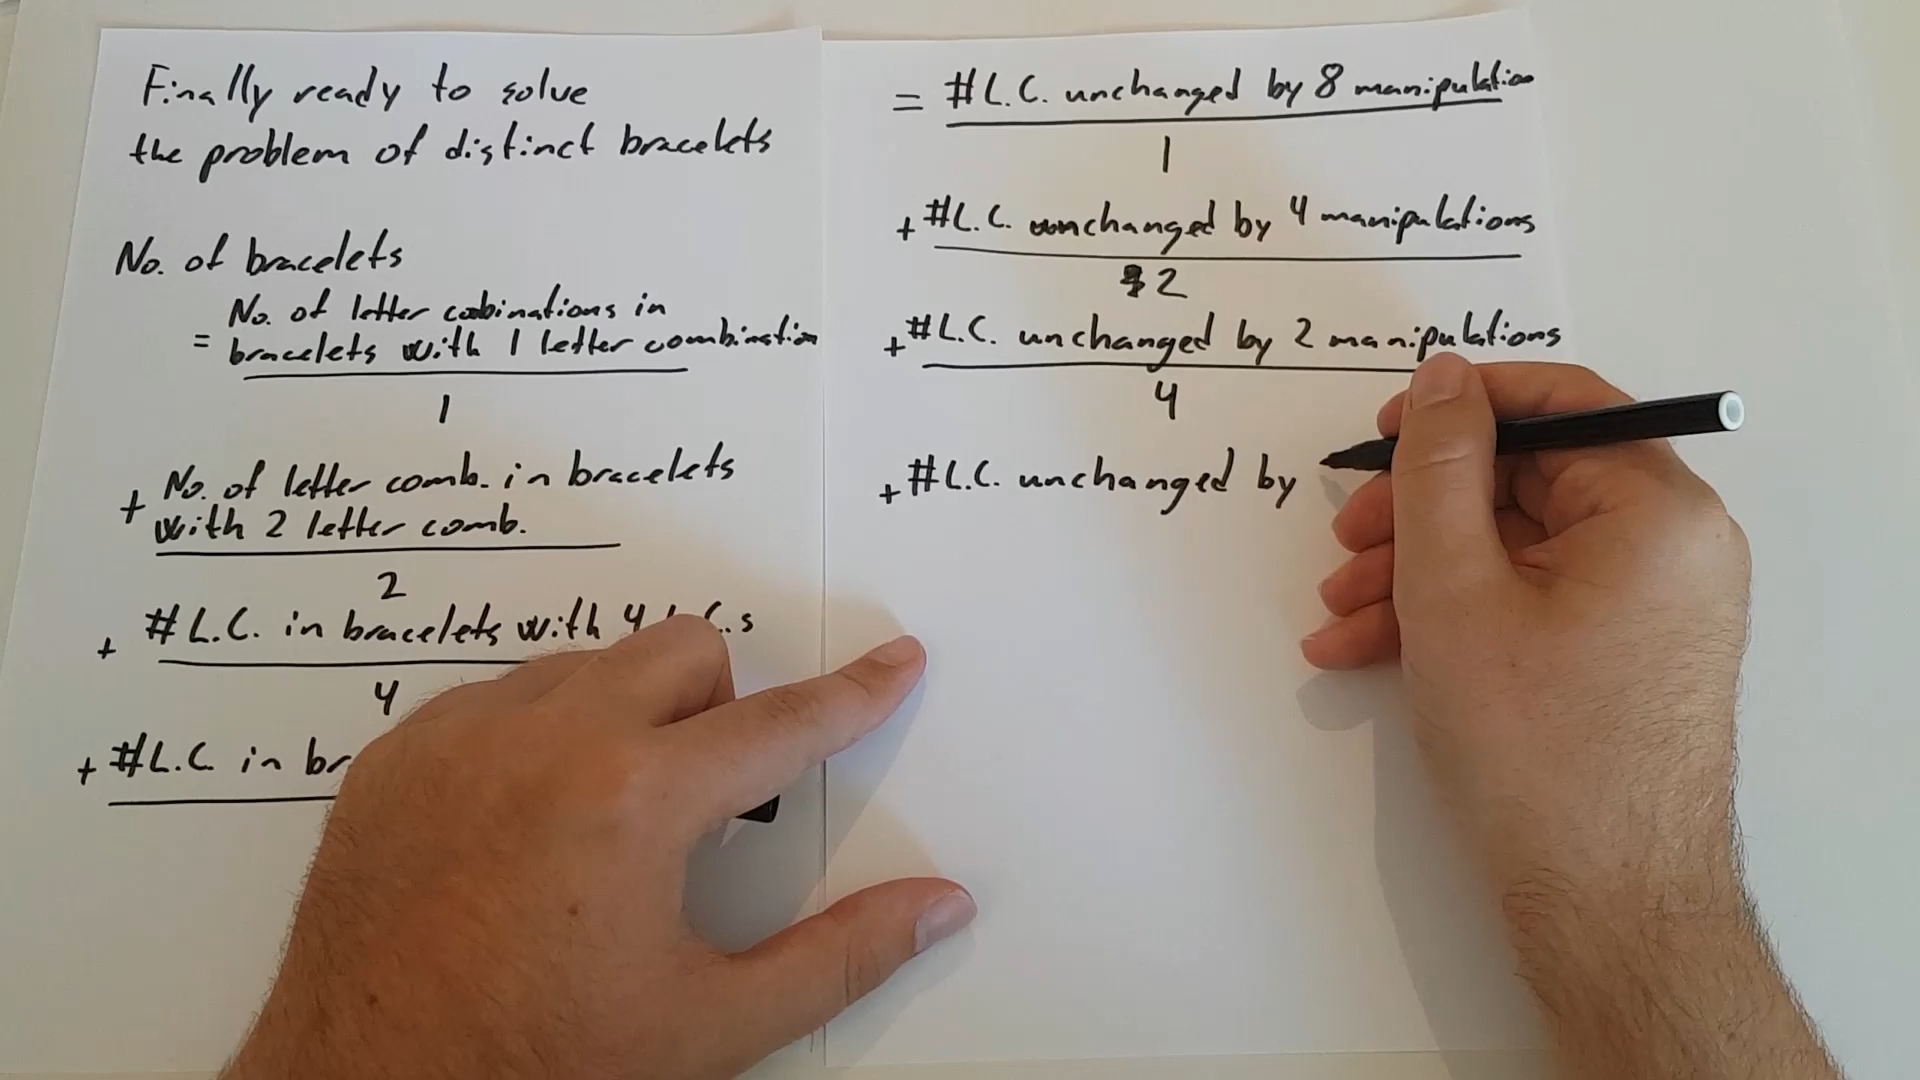 Finally ready to solve
the problem of distinct bracelets
No. of bracelets
= No. of letter cobinations in
bracelets with 1 letter combination
1
+ No. of letter comb. in bracelets
with 2 letter comb.
2
+ #L.C. in bracelets with 4
4
+ #L.C in
= #L.C. unchanged by 8 manipulation
1
+ #L.C. unchanged by 4 manipulations
2
+ #L.C. unchanged by 2 manipulations
4
+ #L.C. unchanged by